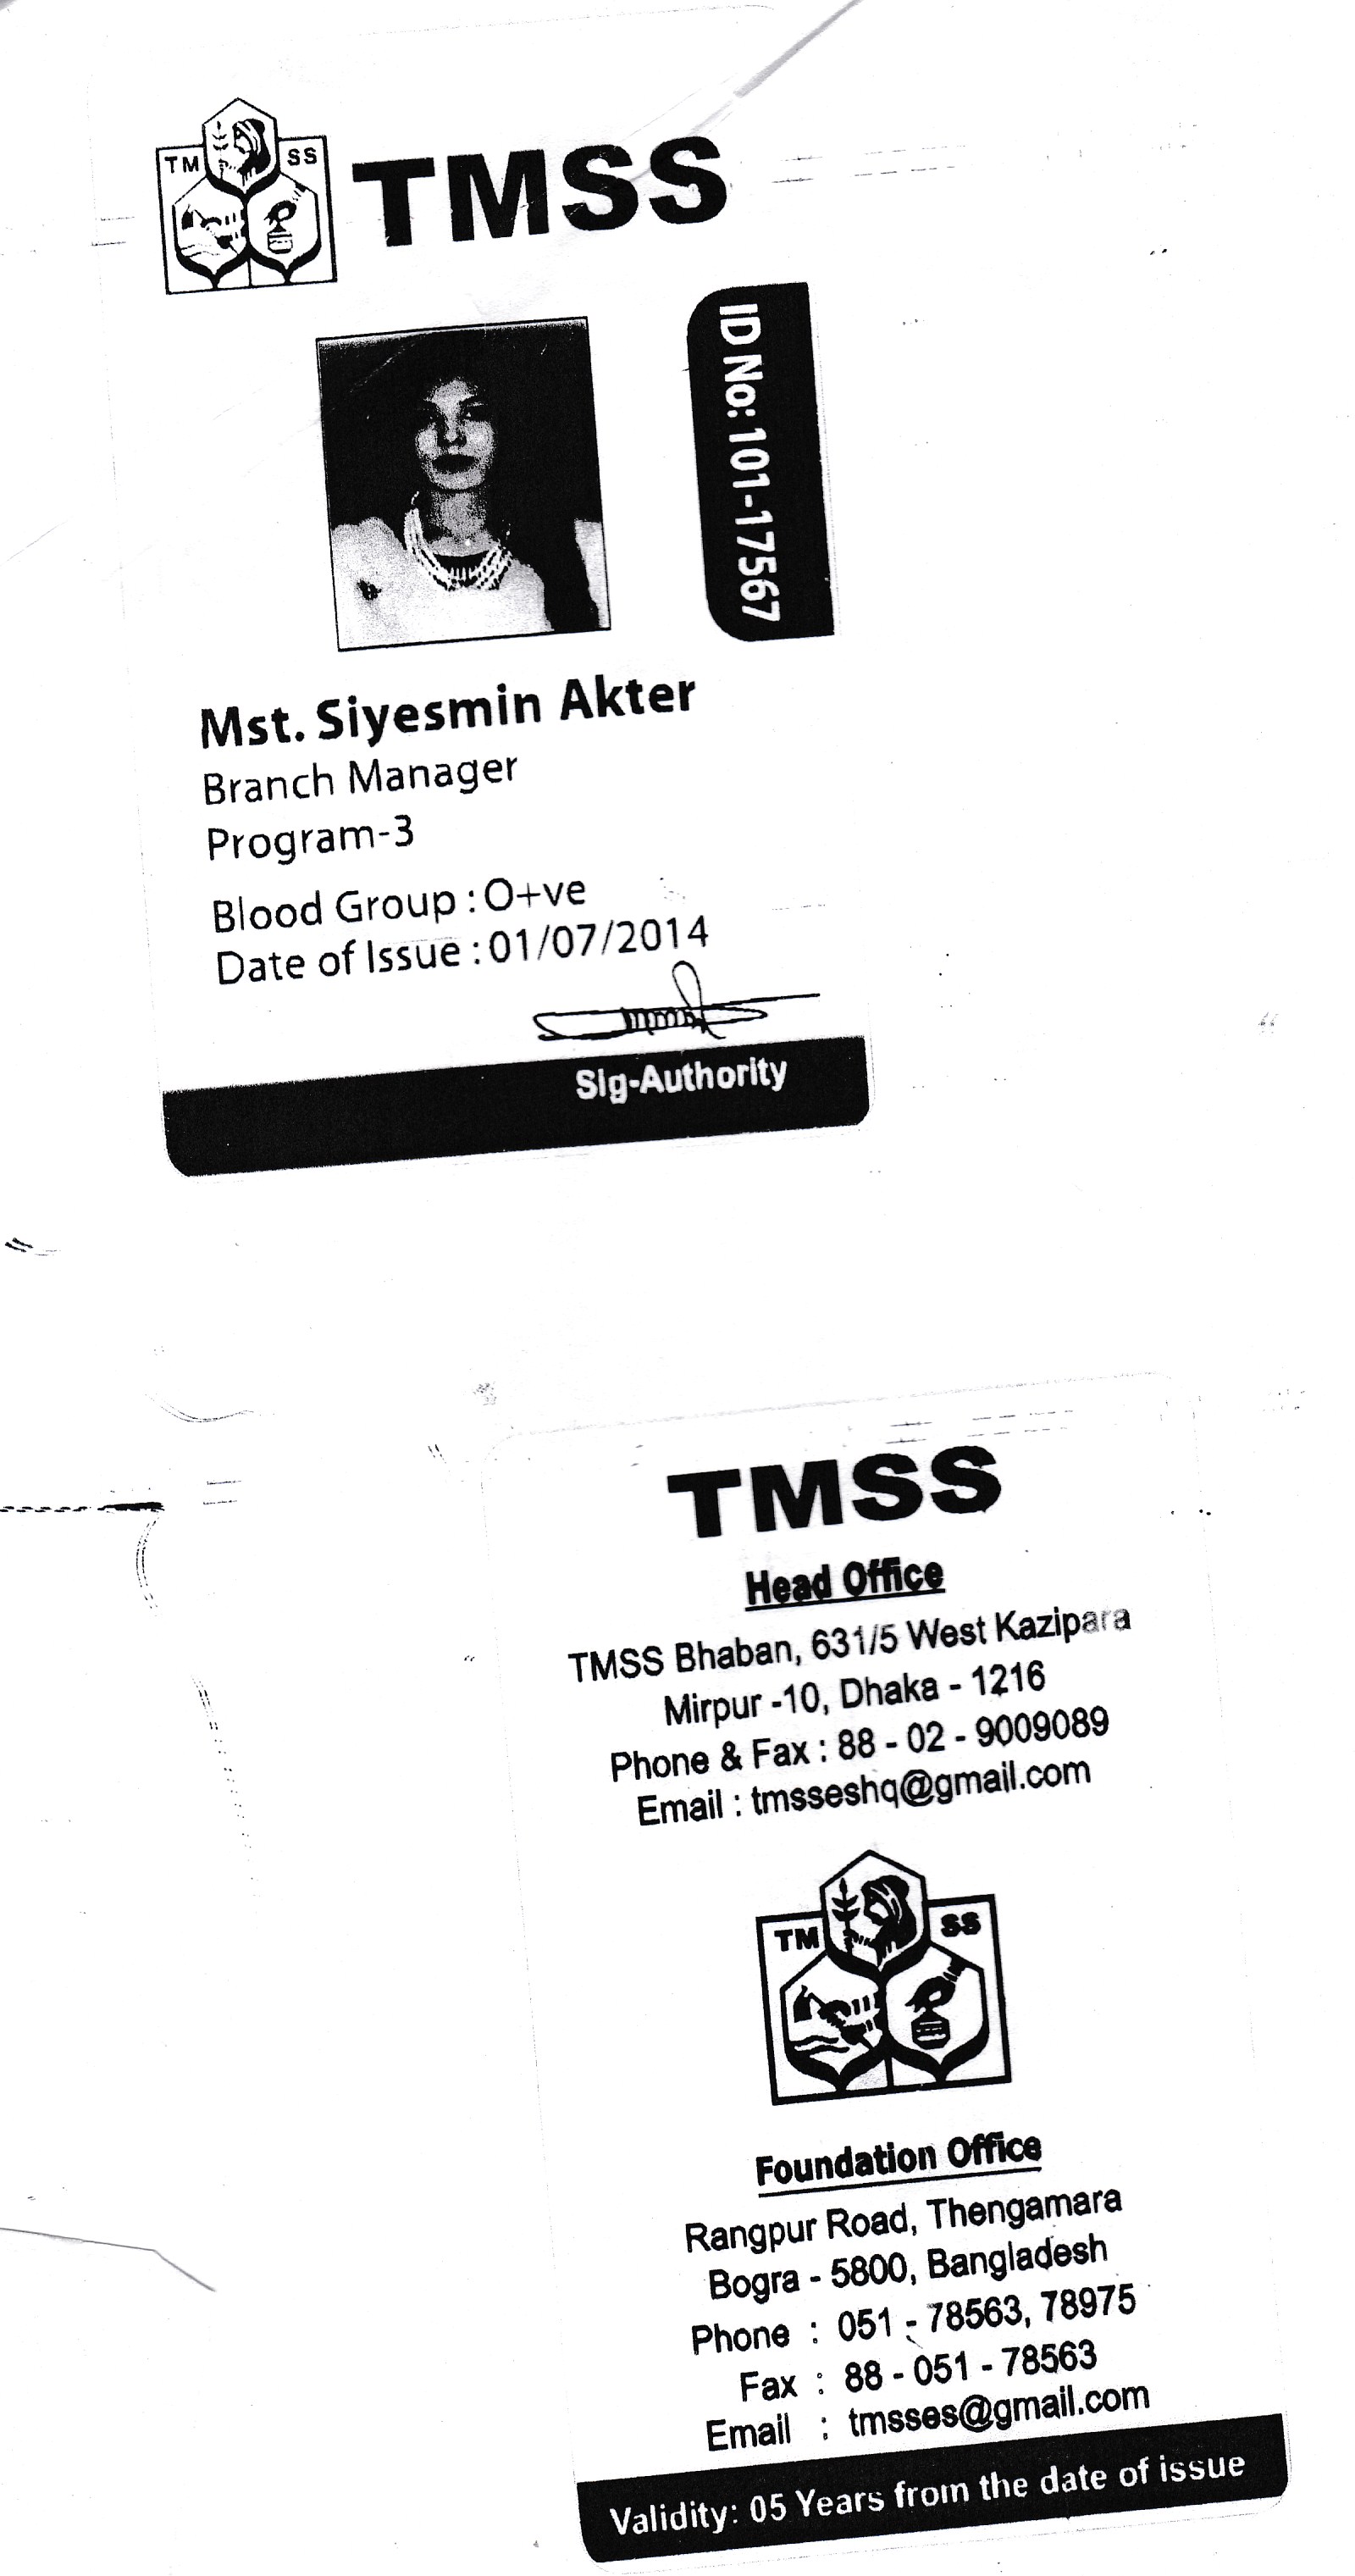 TM SS
TMSS
ID No: 101-17567
Mst. Siyesmin Akter
Branch Manager
Program-3
Blood Group : O+ve
Date of Issue : 01/07/2014
Sig-Authority
TMSS
Head Office
TMSS Bhaban, 631/5 West Kazipara
Mirpur -10, Dhaka - 1216
Phone & Fax : 88 - 02 - 9009089
Email : tmsseshq@gmail.com
TM SS
Foundation Office
Rangpur Road, Thengamara
Bogra - 5800, Bangladesh
Phone : 051 - 78563, 78975
Fax : 88 - 051 - 78563
Email : tmsses@gmail.com
Validity: 05 Years from the date of issue